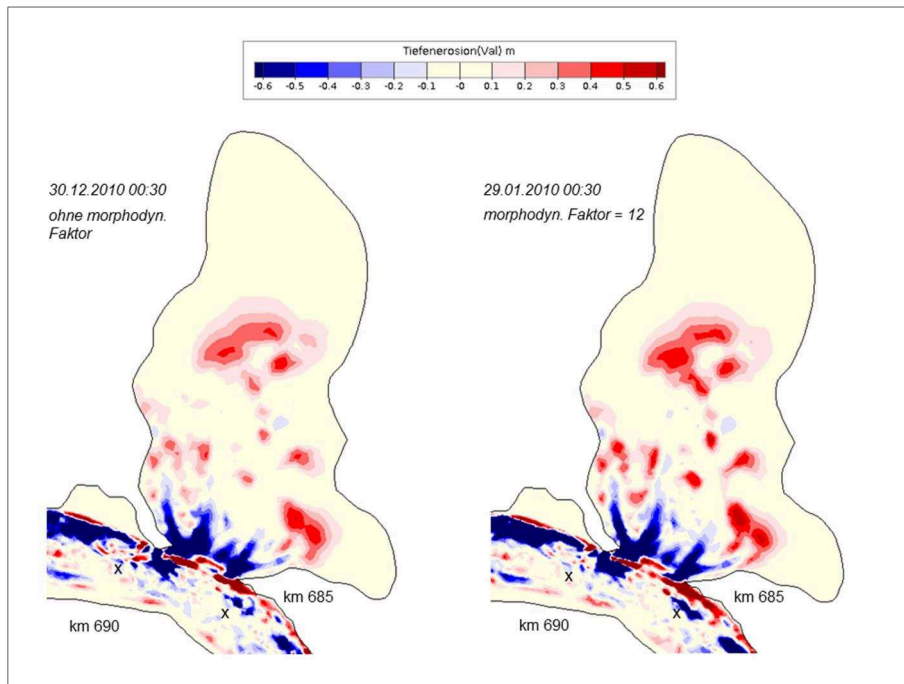 Tiefenerosion(Val) m
-0.6 -0.5 -0.4 -0.3 -0.2 -0.1 -0 0.1 0.2 0.3 0.4 0.5 0.6
30.12.2010 00:30
ohne morphodyn.
Faktor
29.01.2010 00:30
morphodyn. Faktor = 12
x
x
km 685
km 690
x
x
km 685
km 690